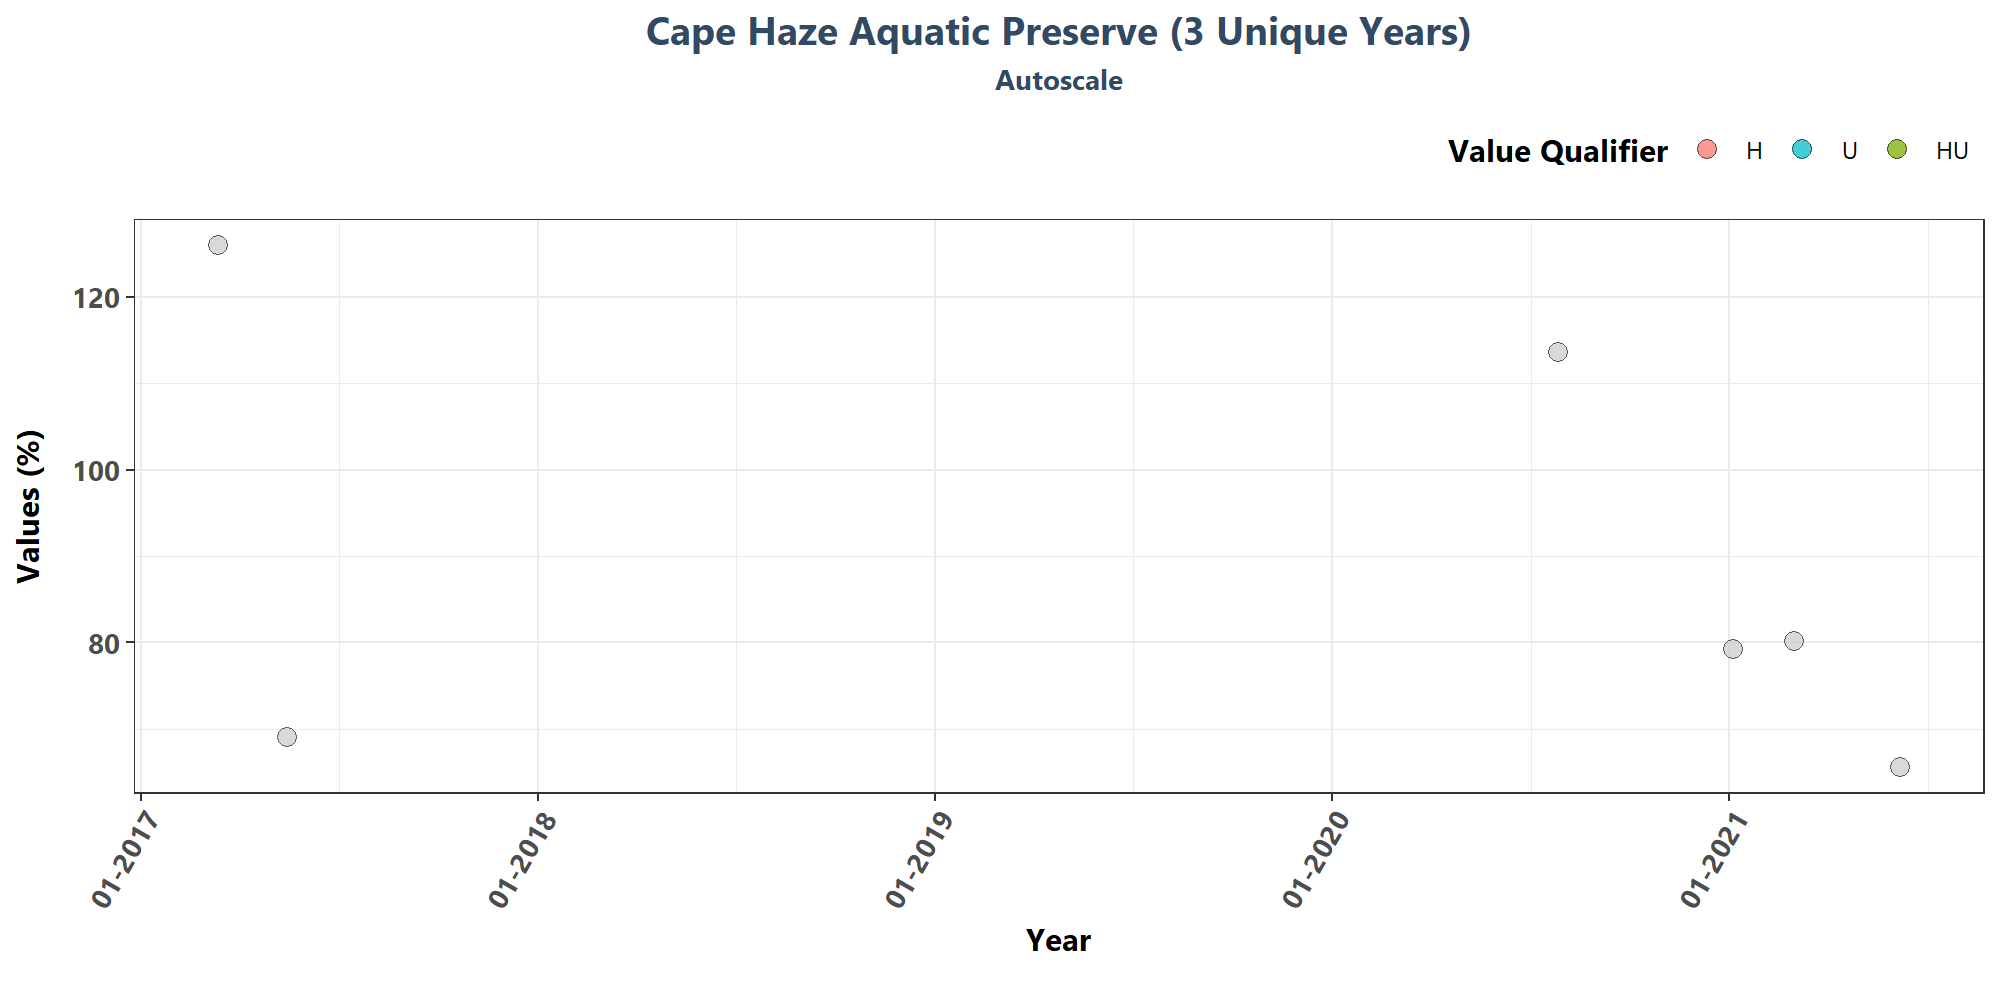 Cape Haze Aquatic Preserve (3 Unique Years)
Autoscale
Value Qualifier H U HU
Values (%)
120
100
80
01-2017 01-2018 01-2019 01-2020 01-2021
Year